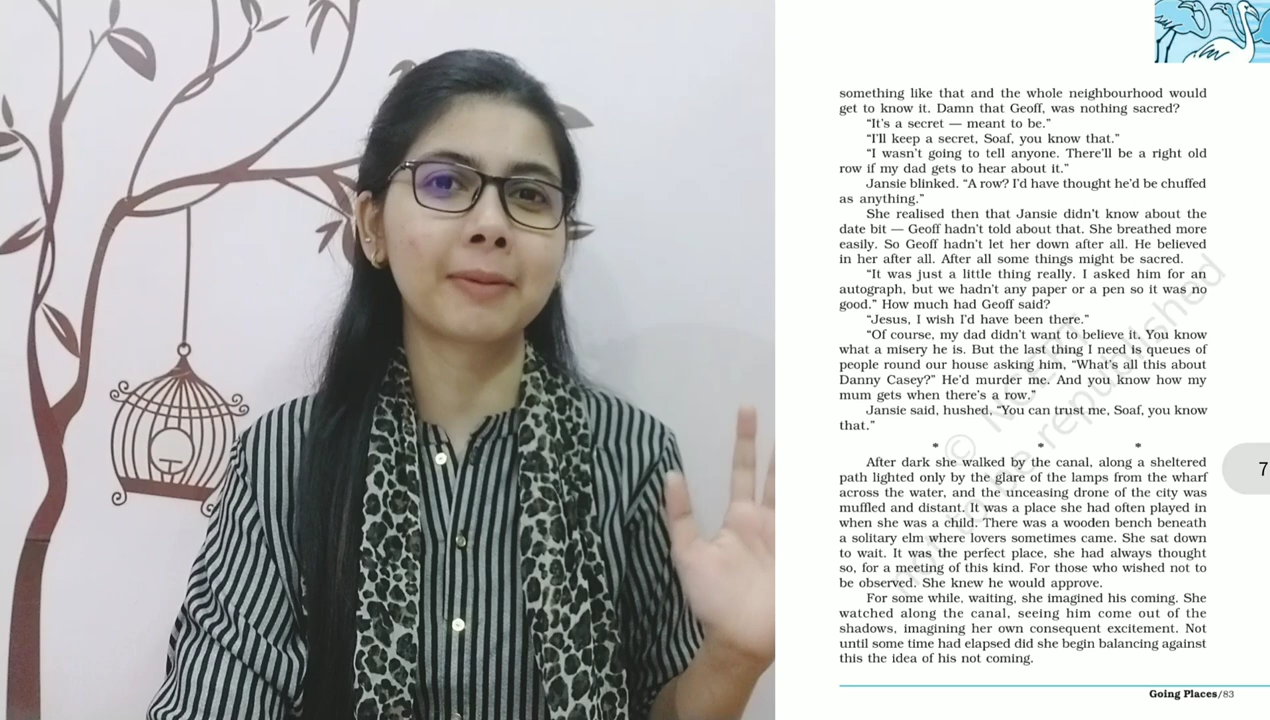 something like that and the whole neighbourhood would
get to know it. Damn that Geoff, was nothing sacred?
“It’s a secret — meant to be.”
“I’ll keep a secret, Soaf, you know that.”
“I wasn’t going to tell anyone. There’ll be a right old
row if my dad gets to hear about it.”
Jansie blinked. “A row? I’d have thought he’d be chuffed
as anything.”
She realised then that Jansie didn’t know about the
date bit — Geoff hadn’t told about that. She breathed more
easily. So Geoff hadn’t let her down after all. He believed
in her after all. After all some things might be sacred.
“It was just a little thing really. I asked him for an
autograph, but we hadn’t any paper or a pen so it was no
good.” How much had Geoff said?
“Jesus, I wish I’d have been there.”
“Of course, my dad didn’t want to believe it. You know
what a misery he is. But the last thing I need is queues of
people round our house asking him, “What’s all this about
Danny Casey?” He’d murder me. And you know how my
mum gets when there’s a row.”
Jansie said, hushed, “You can trust me, Soaf, you know
that.”
* * *
After dark she walked by the canal, along a sheltered
path lighted only by the glare of the lamps from the wharf
across the water, and the unceasing drone of the city was
muffled and distant. It was a place she had often played in
when she was a child. There was a wooden bench beneath
a solitary elm where lovers sometimes came. She sat down
to wait. It was the perfect place, she had always thought
so, for a meeting of this kind. For those who wished not to
be observed. She knew he would approve.
For some while, waiting, she imagined his coming. She
watched along the canal, seeing him come out of the
shadows, imagining her own consequent excitement. Not
until some time had elapsed did she begin balancing against
this the idea of his not coming.
Going Places/83
7
© NCERT
not to be republished